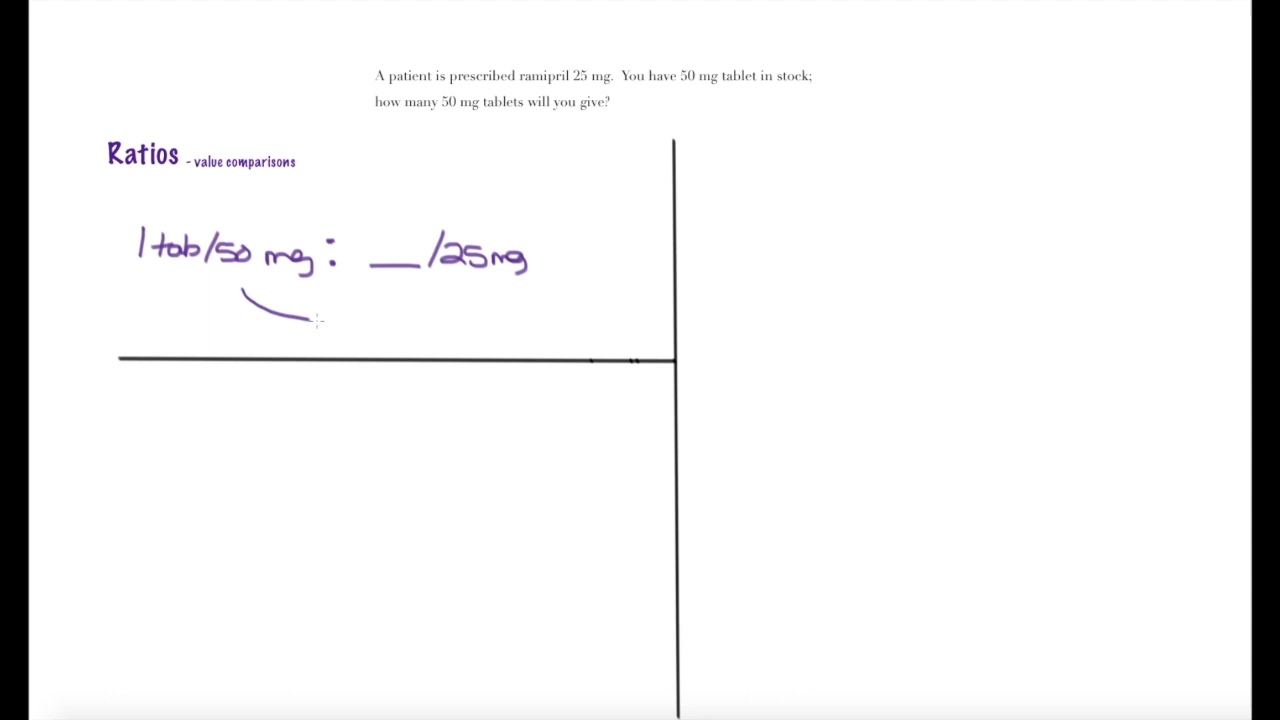 A patient is prescribed ramipril 25 mg. You have 50 mg tablet in stock;
how many 50 mg tablets will you give?
Ratios - value comparisons
1 tab/50 mg : __ /25mg